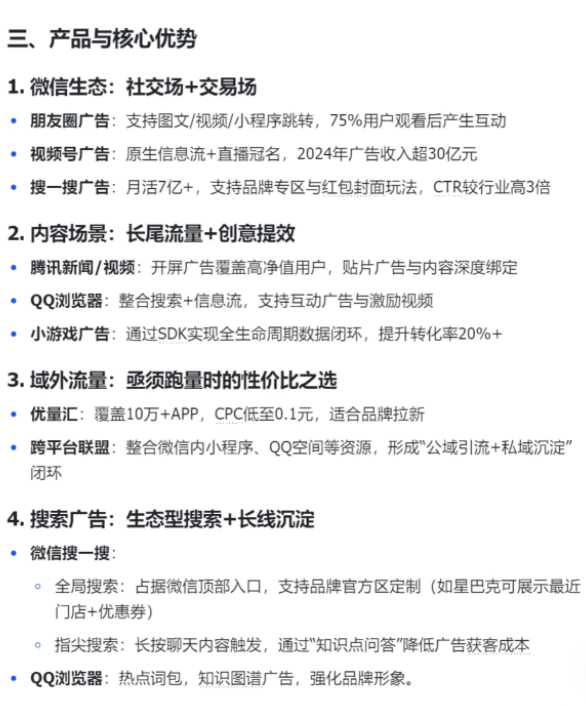 三、产品与核心优势
1. 微信生态：社交场+交易场
朋友圈广告：支持图文/视频/小程序跳转，75%用户观看后产生互动
视频号广告：原生信息流+直播冠名，2024年广告收入超30亿元
搜一搜广告：月活7亿+，支持品牌专区与红包封面玩法，CTR较行业高3倍
2. 内容场景：长尾流量+创意提效
腾讯新闻/视频：开屏广告覆盖高净值用户，贴片广告与内容深度绑定
QQ浏览器：整合搜索+信息流，支持互动广告与激励视频
小游戏广告：通过SDK实现全生命周期数据闭环，提升转化率20%+
3. 域外流量：亟须跑量时的性价比之选
优量汇：覆盖10万+APP，CPC低至0.1元，适合品牌拉新
跨平台联盟：整合微信内小程序、QQ空间等资源，形成“公域引流+私域沉淀”
闭环
4. 搜索广告：生态型搜索+长线沉淀
微信搜一搜：
全局搜索：占据微信顶部入口，支持品牌官方区定制（如星巴克可展示最近
门店+优惠券）
指尖搜索：长按聊天内容触发，通过“知识点问答”降低广告获客成本
QQ浏览器：热点词包，知识图谱广告，强化品牌形象。